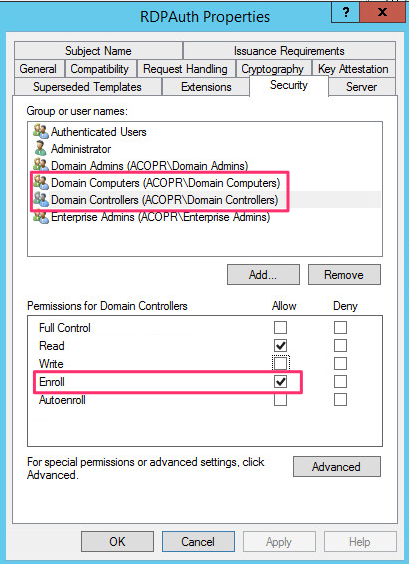 RDPAuth Properties
?
x
Subject Name
Issuance Requirements
General
Compatibility
Request Handling
Cryptography
Key Attestation
Superseded Templates
Extensions
Security
Server
Group or user names:
Authenticated Users
Administrator
Domain Admins (ACOPR\Domain Admins)
Domain Computers (ACOPR\Domain Computers)
Domain Controllers (ACOPR\Domain Controllers)
Enterprise Admins (ACOPR\Enterprise Admins)
Add...
Remove
Permissions for Domain Controllers
Allow
Deny
Full Control
Read
Write
Enroll
Autoenroll
For special permissions or advanced settings, click
Advanced.
Advanced
OK
Cancel
Apply
Help